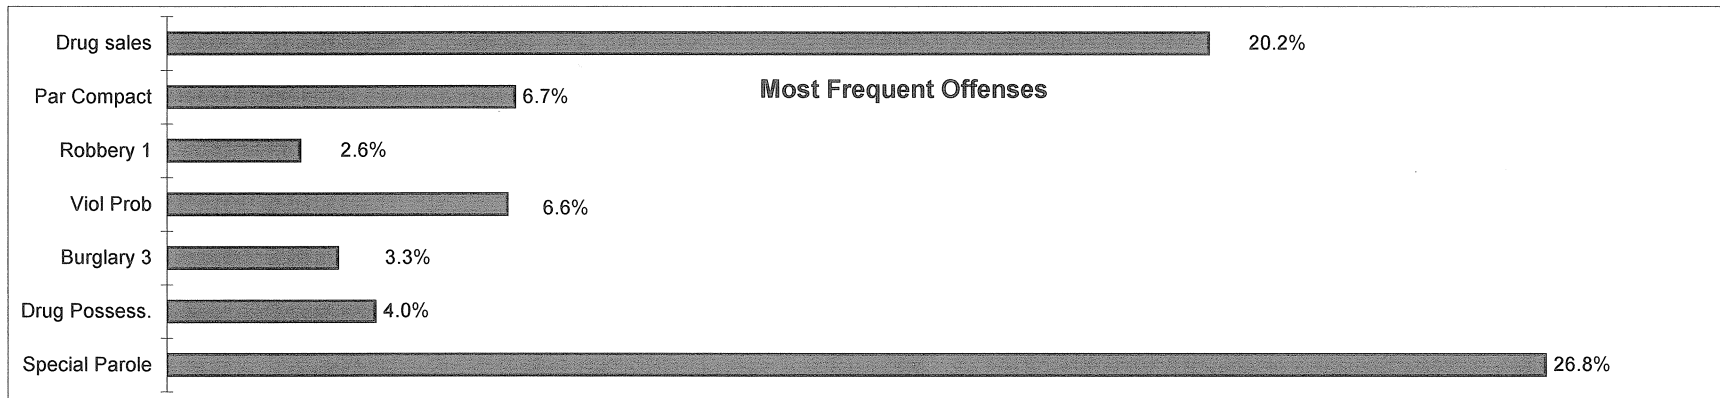 Drug sales 20.2%
Most Frequent Offenses
Par Compact 6.7%
Robbery 1 2.6%
Viol Prob 6.6%
Burglary 3 3.3%
Drug Possess. 4.0%
Special Parole 26.8%